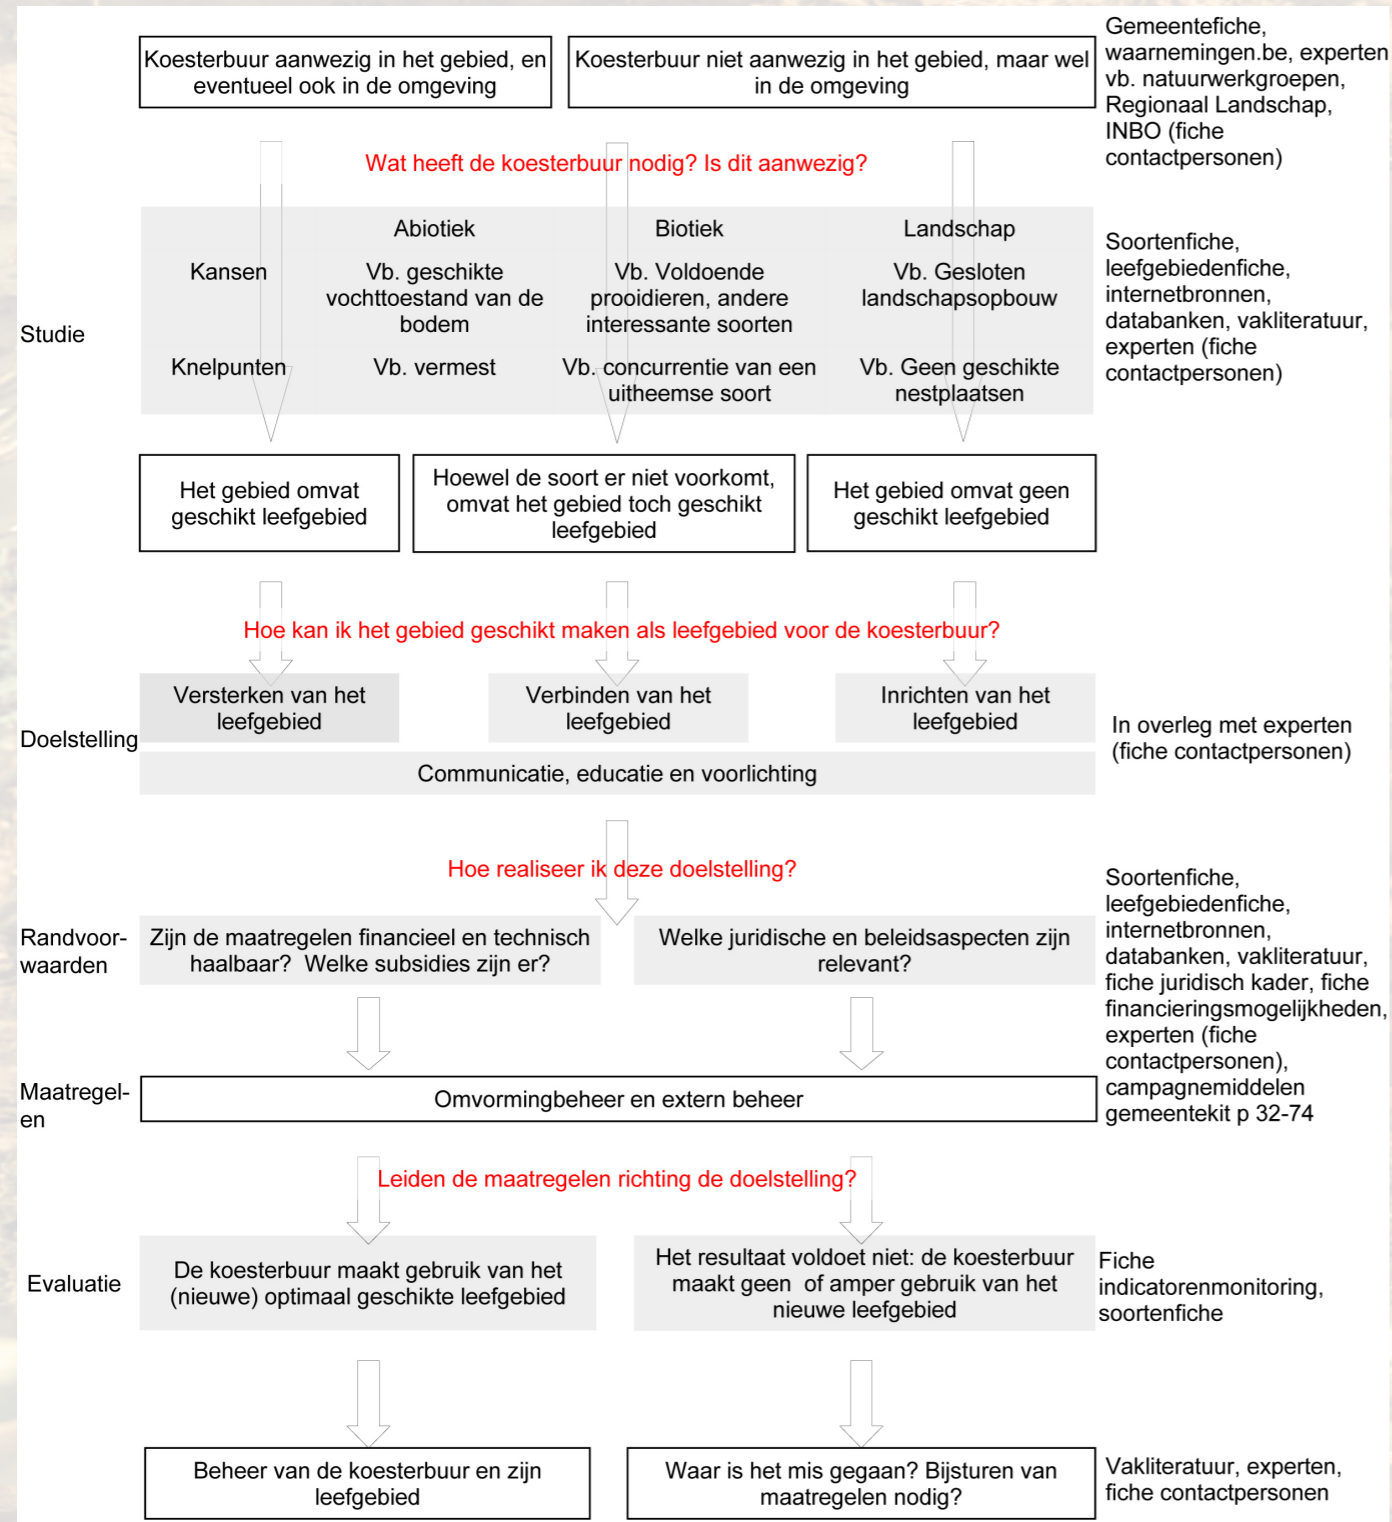 Koesterbuur aanwezig in het gebied, en
eventueel ook in de omgeving
Koesterbuur niet aanwezig in het gebied, maar wel
in de omgeving
Gemeentefiche,
waarnemingen.be, experten
vb. natuurwerkgroepen,
Regionaal Landschap,
INBO (fiche
contactpersonen)
Wat heeft de koesterbuur nodig? Is dit aanwezig?
Studie
Abiotiek
Biotiek
Landschap
Kansen
Vb. geschikte
vochttoestand van de
bodem
Vb. Voldoende
prooidieren, andere
interessante soorten
Vb. Gesloten
landschapsopbouw
Knelpunten
Vb. vermest
Vb. concurrentie van een
uitheemse soort
Vb. Geen geschikte
nestplaatsen
Soortenfiche,
leefgebiedenfiche,
internetbronnen,
databanken, vakliteratuur,
experten (fiche
contactpersonen)
Het gebied omvat
geschikt leefgebied
Hoewel de soort er niet voorkomt,
omvat het gebied toch geschikt
leefgebied
Het gebied omvat geen
geschikt leefgebied
Hoe kan ik het gebied geschikt maken als leefgebied voor de koesterbuur?
Doelstelling
Versterken van het
leefgebied
Verbinden van het
leefgebied
Inrichten van het
leefgebied
Communicatie, educatie en voorlichting
In overleg met experten
(fiche contactpersonen)
Hoe realiseer ik deze doelstelling?
Randvoor-
waarden
Zijn de maatregelen financieel en technisch
haalbaar? Welke subsidies zijn er?
Welke juridische en beleidsaspecten zijn
relevant?
Soortenfiche,
leefgebiedenfiche,
internetbronnen,
databanken, vakliteratuur,
fiche juridisch kader, fiche
financieringsmogelijkheden,
experten (fiche
contactpersonen),
campagnemiddelen
gemeentekit p 32-74
Maatregel-
en
Omvormingbeheer en extern beheer
Leiden de maatregelen richting de doelstelling?
Evaluatie
De koesterbuur maakt gebruik van het
(nieuwe) optimaal geschikte leefgebied
Het resultaat voldoet niet: de koesterbuur
maakt geen of amper gebruik van het
nieuwe leefgebied
Fiche
indicatorenmonitoring,
soortenfiche
Beheer van de koesterbuur en zijn
leefgebied
Waar is het mis gegaan? Bijsturen van
maatregelen nodig?
Vakliteratuur, experten,
fiche contactpersonen